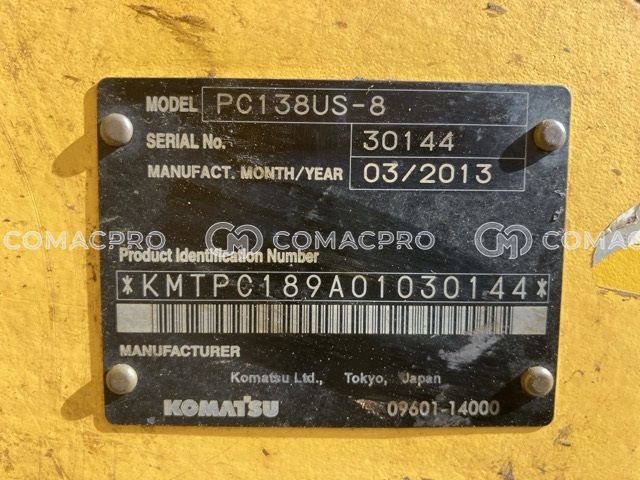 MODEL PC138US-8
SERIAL No. 30144
MANUFACT. MONTH/YEAR 03/2013
COMACPRO COMACPRO
Product Identification Number
*KMTPC189A01030144*
MANUFACTURER
Komatsu Ltd., Tokyo, Japan
KOMATSU 09601-14000